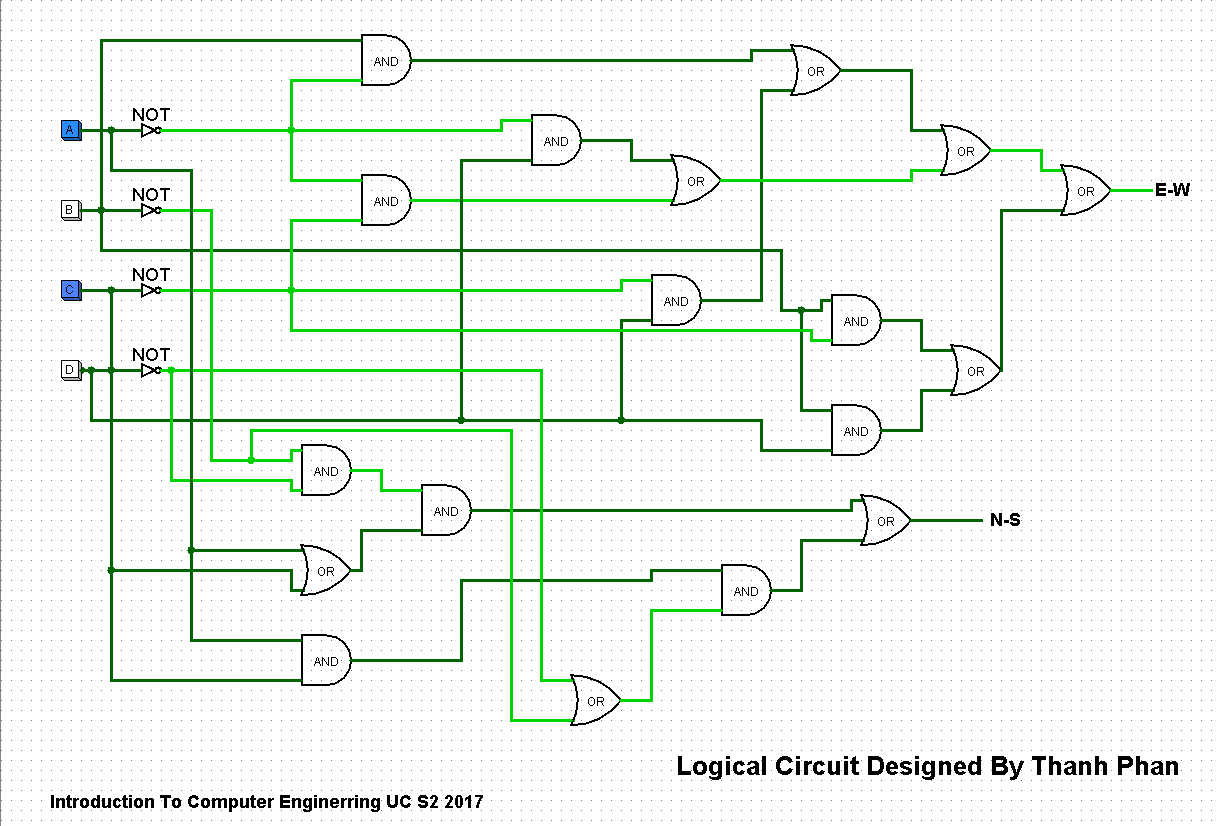 AND
OR
NOT
A
AND
OR
AND
OR
E-W
NOT
B
AND
OR
NOT
C
AND
AND
NOT
D
OR
AND
AND
AND
OR
N-S
OR
AND
AND
OR
Logical Circuit Designed By Thanh Phan
Introduction To Computer Enginerring UC S2 2017